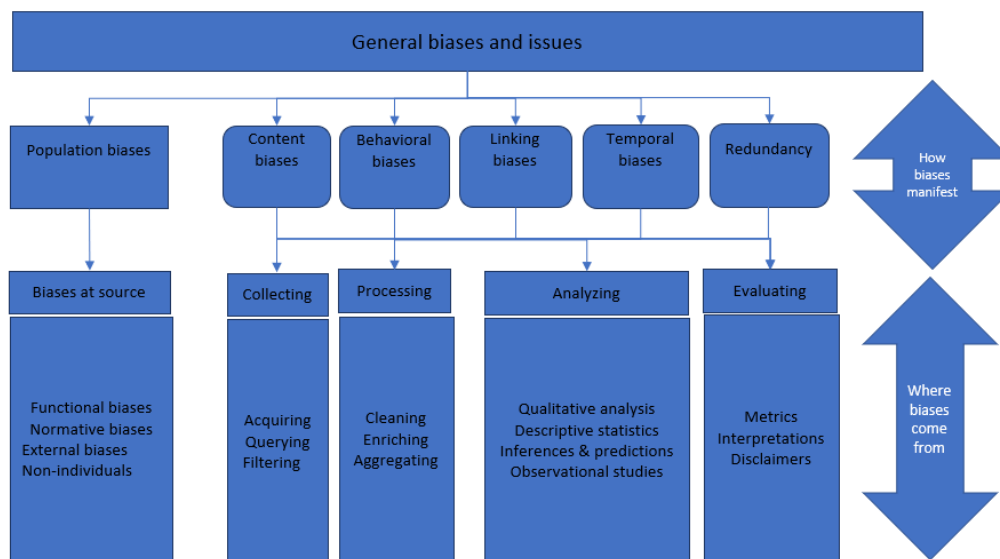 General biases and issues
Population biases
Content
biases
Behavioral
biases
Linking
biases
Temporal
biases
Redundancy
How
biases
manifest
Biases at source
Collecting
Processing
Analyzing
Evaluating
Functional biases
Normative biases
External biases
Non-individuals
Acquiring
Querying
Filtering
Cleaning
Enriching
Aggregating
Qualitative analysis
Descriptive statistics
Inferences & predictions
Observational studies
Metrics
Interpretations
Disclaimers
Where
biases
come
from